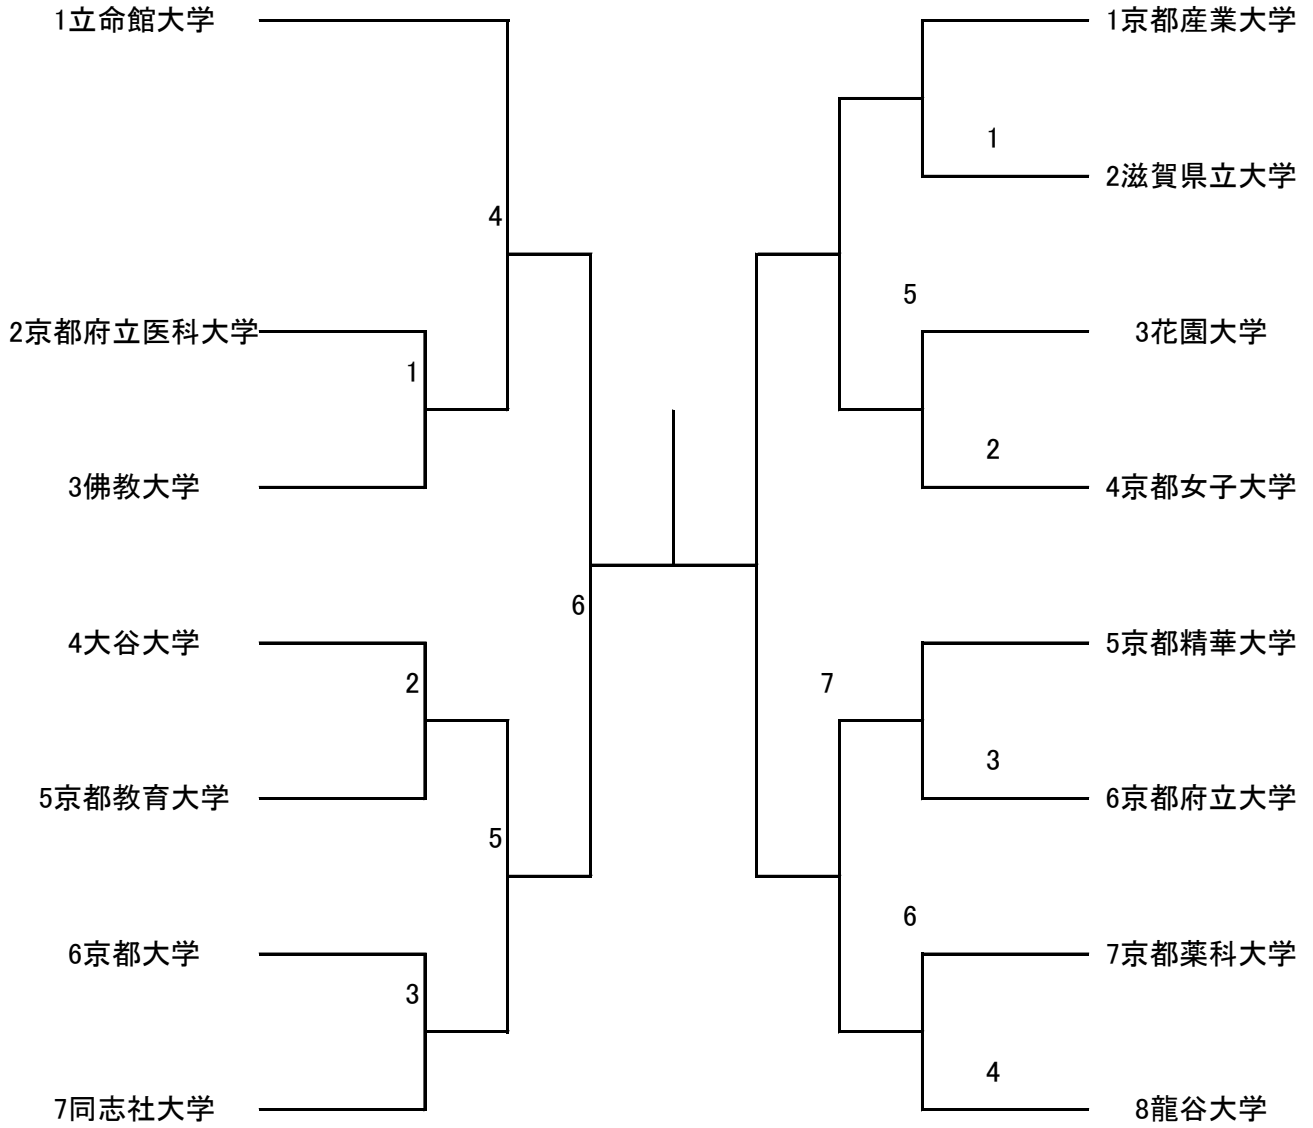 1立命館大学
1京都産業大学
1
2滋賀県立大学
4
5
2京都府立医科大学
3花園大学
1
2
3佛教大学
4京都女子大学
6
4大谷大学
5京都精華大学
2
7
3
5京都教育大学
6京都府立大学
5
6
6京都大学
7京都薬科大学
3
4
7同志社大学
8龍谷大学